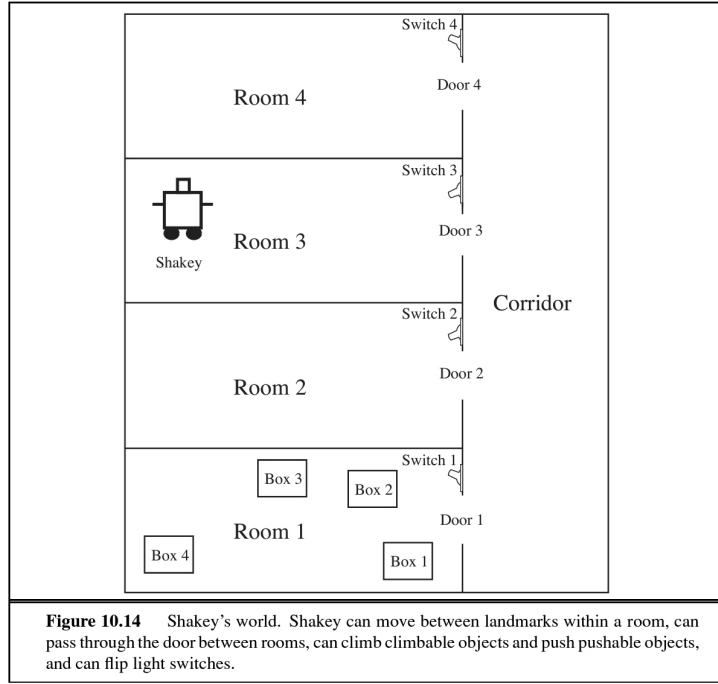 Switch 4
Door 4
Room 4
Switch 3
Door 3
Room 3
Shakey
Corridor
Switch 2
Door 2
Room 2
Switch 1
Box 3
Box 2
Door 1
Room 1
Box 4
Box 1
Figure 10.14 Shakey's world. Shakey can move between landmarks within a room, can
pass through the door between rooms, can climb climbable objects and push pushable objects,
and can flip light switches.